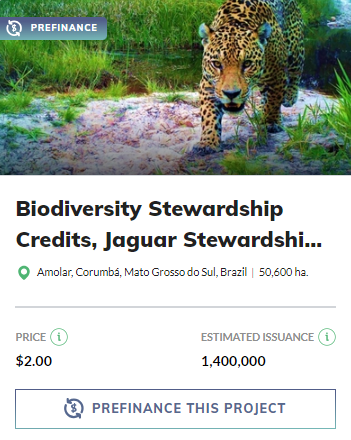 PREFINANCE
Biodiversity Stewardship
Credits, Jaguar Stewardshi...
Amolar, Corumbá, Mato Grosso do Sul, Brazil | 50,600 ha.
PRICE i ESTIMATED ISSUANCE i
$2.00 1,400,000
PREFINANCE THIS PROJECT